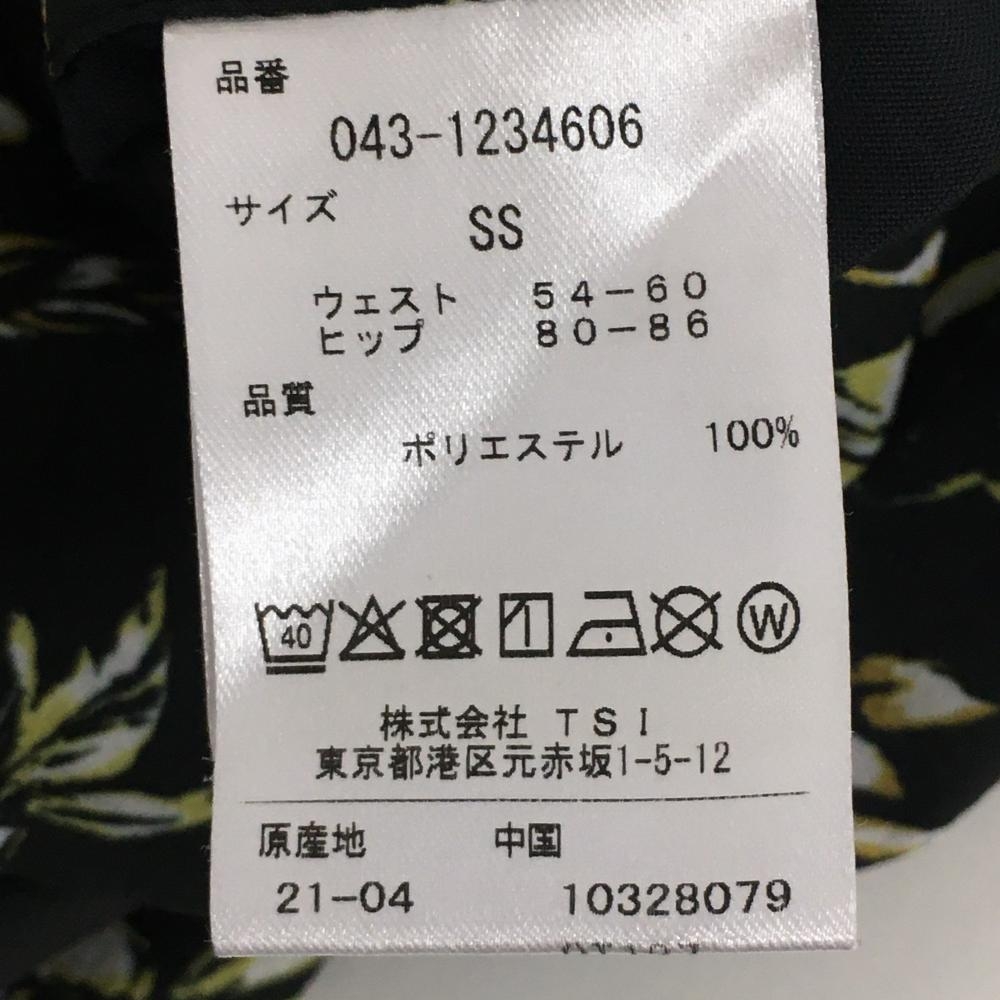 品番
043-1234606
サイズ
SS
ウェスト 54-60
ヒップ 80-86
品質
ポリエステル 100%
40
W
株式会社 TSI
東京都港区元赤坂1-5-12
原産地 中国
21-04 10328079